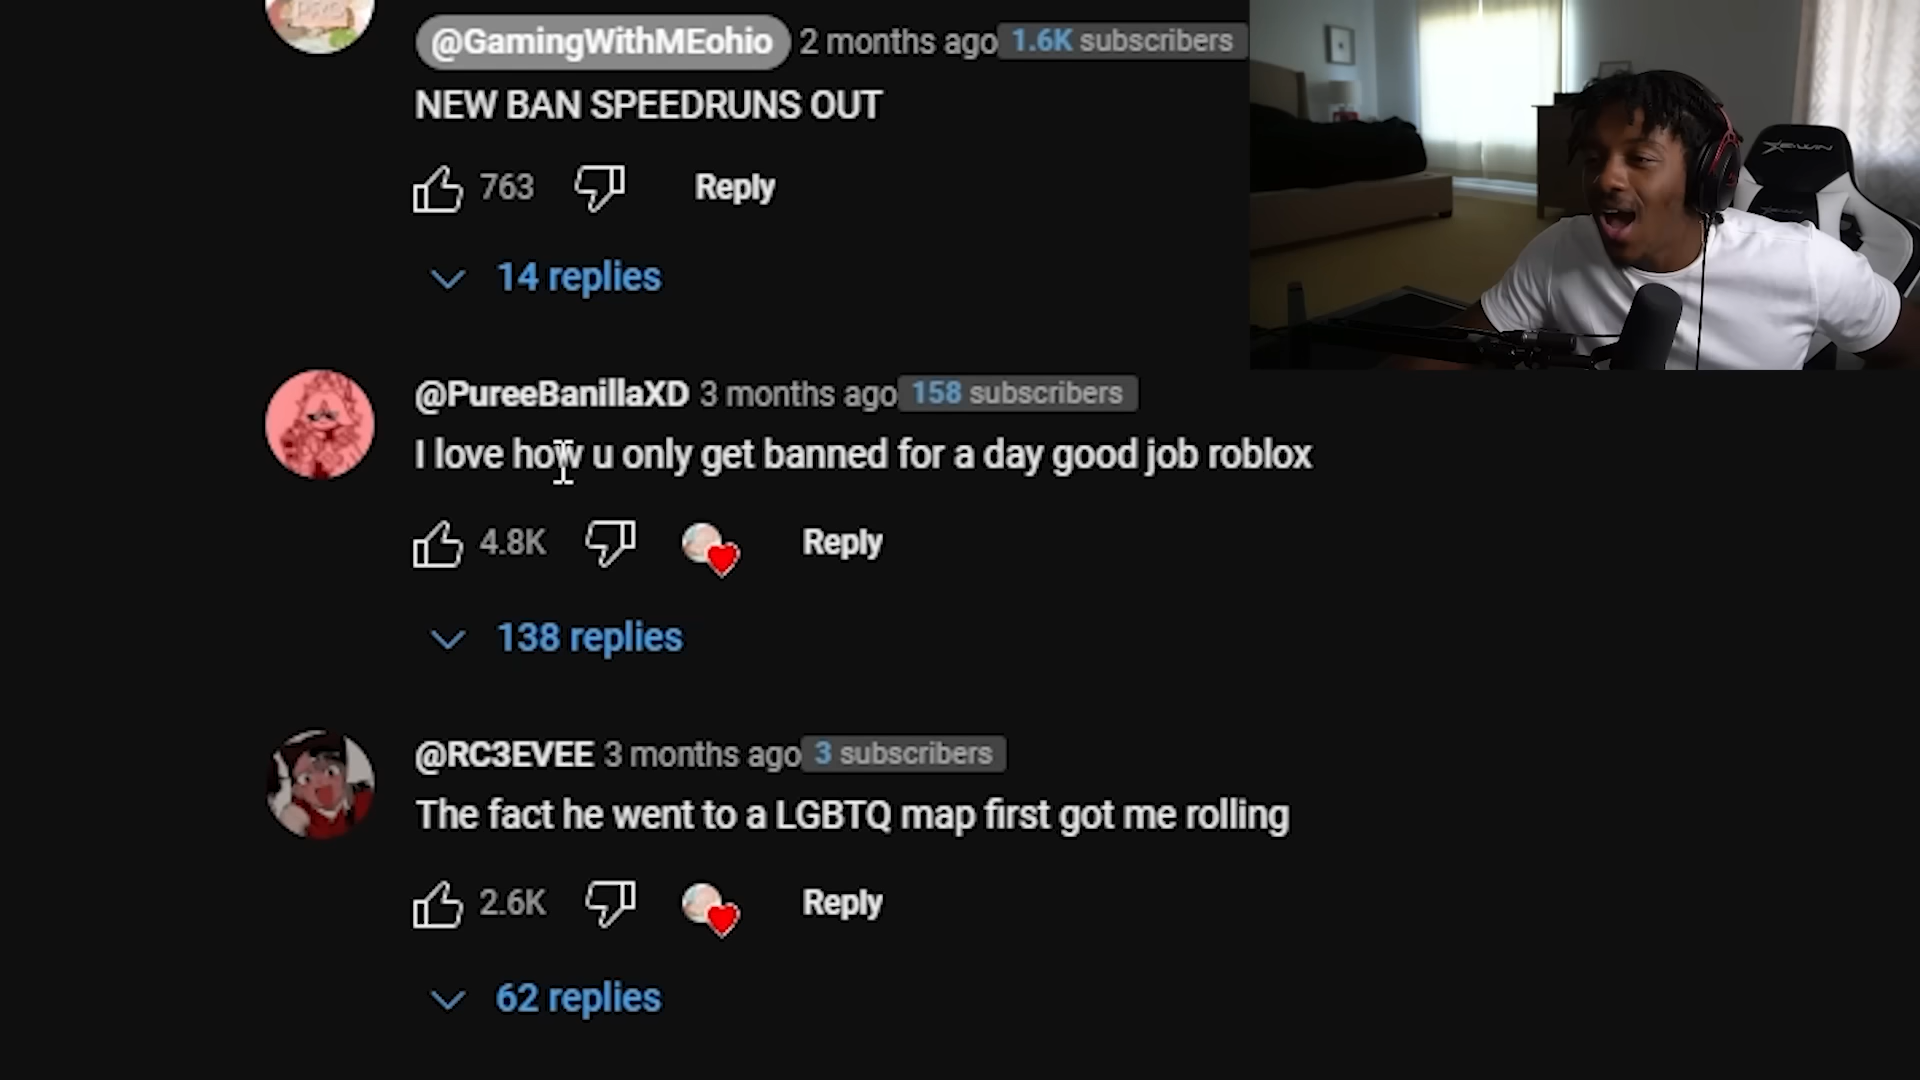 @GamingWithMEohio 2 months ago 1.6K subscribers
NEW BAN SPEEDRUNS OUT
763 Reply
14 replies
@PureeBanillaXD 3 months ago 158 subscribers
I love how u only get banned for a day good job roblox
4.8K Reply
138 replies
@RC3EVEE 3 months ago 3 subscribers
The fact he went to a LGBTQ map first got me rolling
2.6K Reply
62 replies